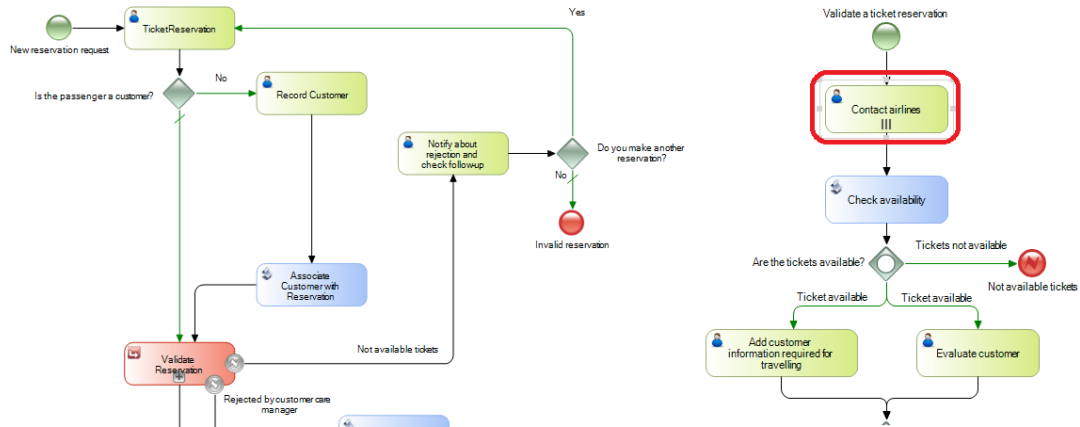 New reservation request
TicketReservation
Yes
Is the passenger a customer?
No
Record Customer
Notify about
rejection and
check follow-up
Do you make another
reservation?
No
Invalid reservation
Associate
Customer with
Reservation
Validate
Reservation
Not available tickets
Rejected by customer care
manager
Validate a ticket reservation
Contact airlines
Check availability
Are the tickets available?
Tickets not available
Not available tickets
Ticket available
Ticket available
Add customer
information required for
travelling
Evaluate customer